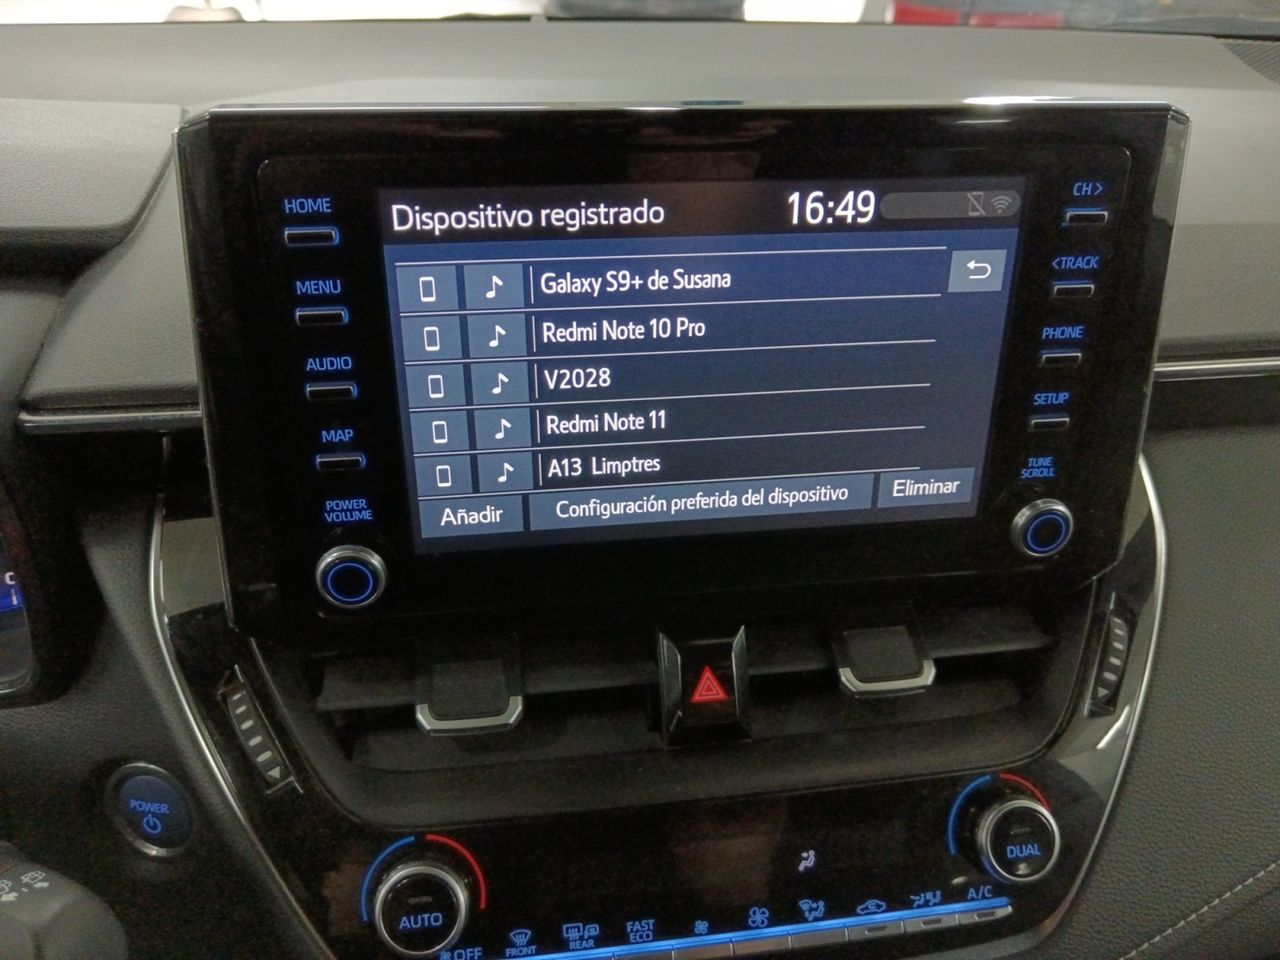 HOME
MENU
AUDIO
MAP
POWER
VOLUME
Dispositivo registrado
16:49
Galaxy S9+ de Susana
Redmi Note 10 Pro
V2028
Redmi Note 11
A13 Limptres
Añadir
Configuración preferida del dispositivo
Eliminar
CH >
< TRACK
PHONE
SETUP
TUNE
SCROLL
C
POWER
AUTO
DUAL
OFF
FRONT
REAR
FAST
ECO
A/C